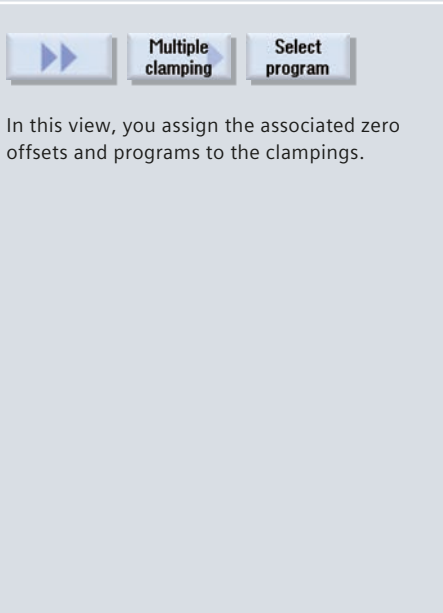 Multiple clamping
Select program
In this view, you assign the associated zero
offsets and programs to the clampings.